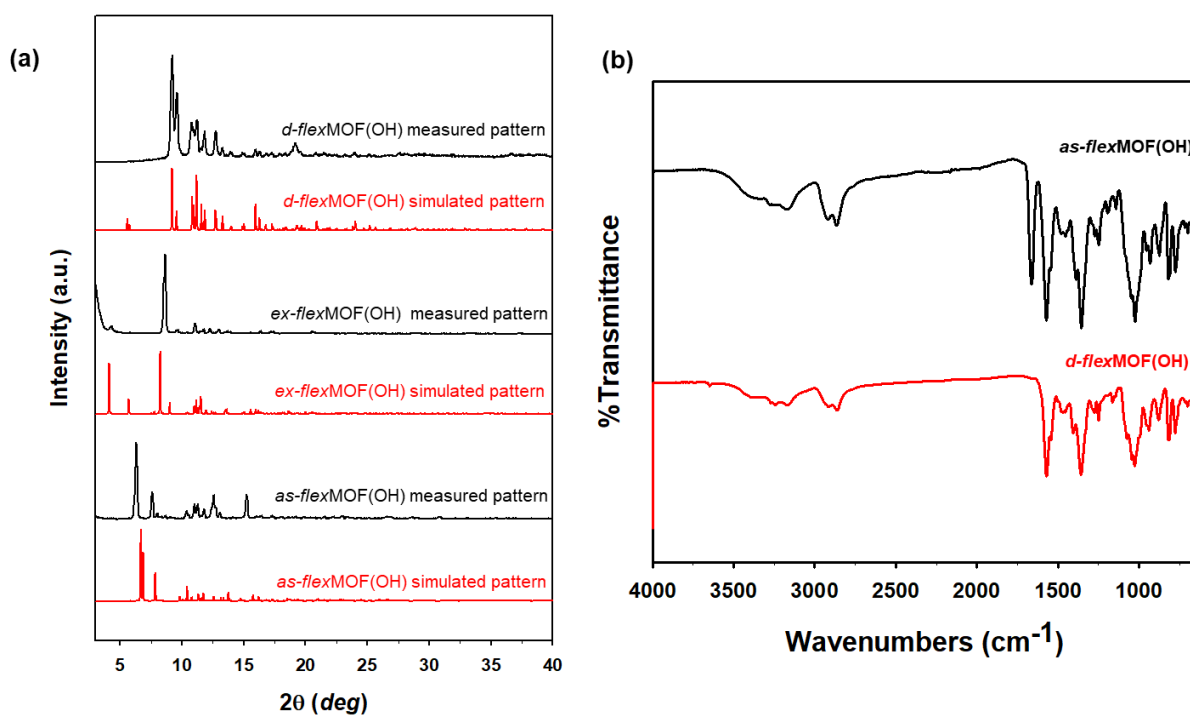 (a)
d-flexMOF(OH) measured pattern
d-flexMOF(OH) simulated pattern
ex-flexMOF(OH) measured pattern
ex-flexMOF(OH) simulated pattern
as-flexMOF(OH) measured pattern
as-flexMOF(OH) simulated pattern
Intensity (a.u.)
5 10 15 20 25 30 35 40
2θ (deg)
(b)
as-flexMOF(OH)
d-flexMOF(OH)
%Transmittance
4000 3500 3000 2500 2000 1500 1000
Wavenumbers (cm⁻¹)